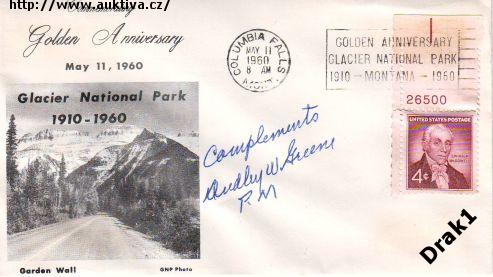 http://www.auktiva.cz/
Commemorating
Golden Anniversary
May 11, 1960
Glacier National Park
1910-1960
Garden Wall
GNP Photo
COLUMBIA FALLS
MAY 11
1960
8 AM
GOLDEN ANNIVERSARY
GLACIER NATIONAL PARK
1910 - MONTANA - 1960
26500
UNITED STATES POSTAGE
4¢
Complements
Dudley W Greene
P.M
Drak1